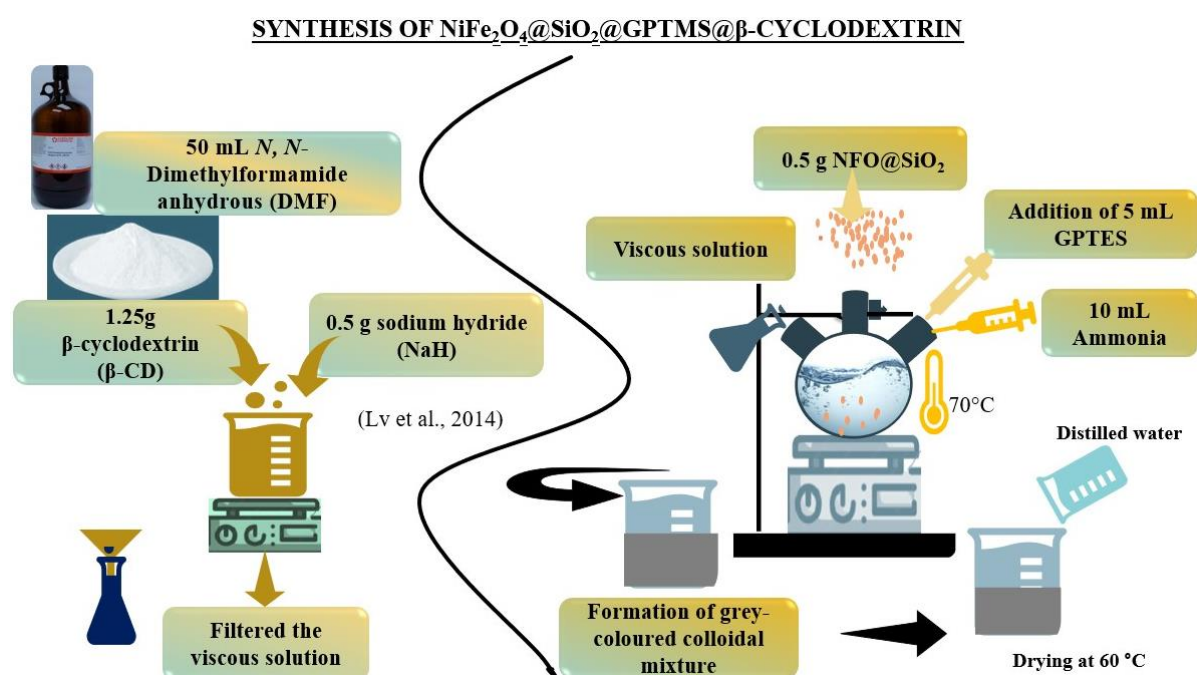 SYNTHESIS OF NiFe₂O₄@SiO₂@GPTMS@β-CYCLODEXTRIN
50 mL N, N-
Dimethylformamide
anhydrous (DMF)
1.25g
β-cyclodextrin
(β-CD)
0.5 g sodium hydride
(NaH)
(Lv et al., 2014)
Filtered the
viscous solution
0.5 g NFO@SiO₂
Viscous solution
Addition of 5 mL
GPTES
10 mL
Ammonia
70°C
Distilled water
Formation of grey-
coloured colloidal
mixture
Drying at 60 °C